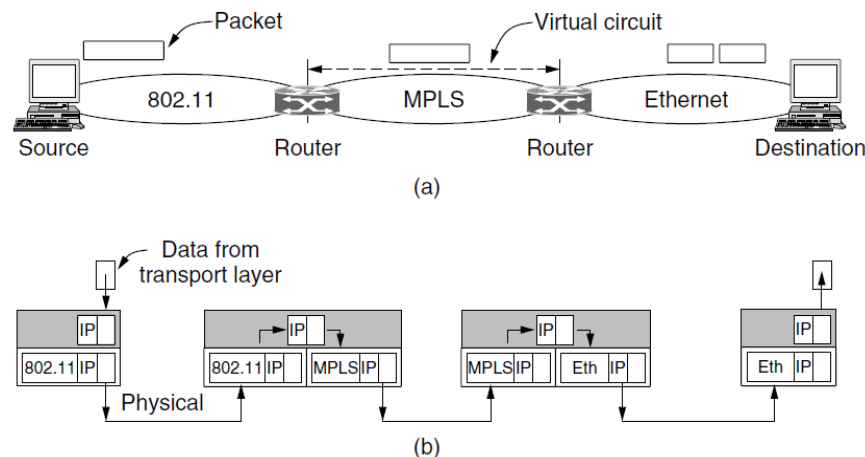 Packet
Virtual circuit
802.11
MPLS
Ethernet
Source
Router
Router
Destination
(a)
Data from
transport layer
IP
IP
IP
IP
802.11 IP
802.11 IP
MPLS IP
MPLS IP
Eth IP
Eth IP
Physical
(b)